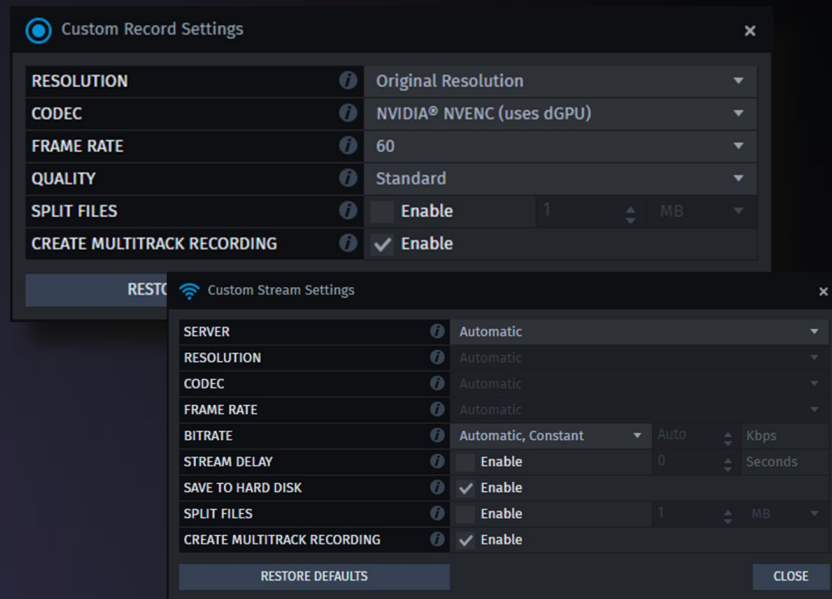 Custom Record Settings
RESOLUTION Original Resolution
CODEC NVIDIA® NVENC (uses dGPU)
FRAME RATE 60
QUALITY Standard
SPLIT FILES Enable 1 MB
CREATE MULTITRACK RECORDING Enable
RESTO
Custom Stream Settings
SERVER Automatic
RESOLUTION Automatic
CODEC Automatic
FRAME RATE Automatic
BITRATE Automatic, Constant Auto Kbps
STREAM DELAY Enable 0 Seconds
SAVE TO HARD DISK Enable
SPLIT FILES Enable 1 MB
CREATE MULTITRACK RECORDING Enable
RESTORE DEFAULTS CLOSE